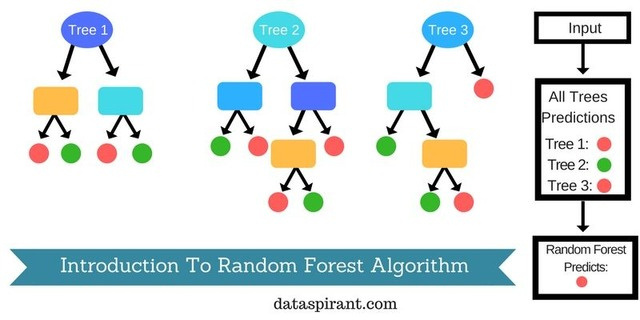 Tree 1
Tree 2
Tree 3
Input
All Trees
Predictions
Tree 1:
Tree 2:
Tree 3:
Random Forest
Predicts:
Introduction To Random Forest Algorithm
dataspirant.com